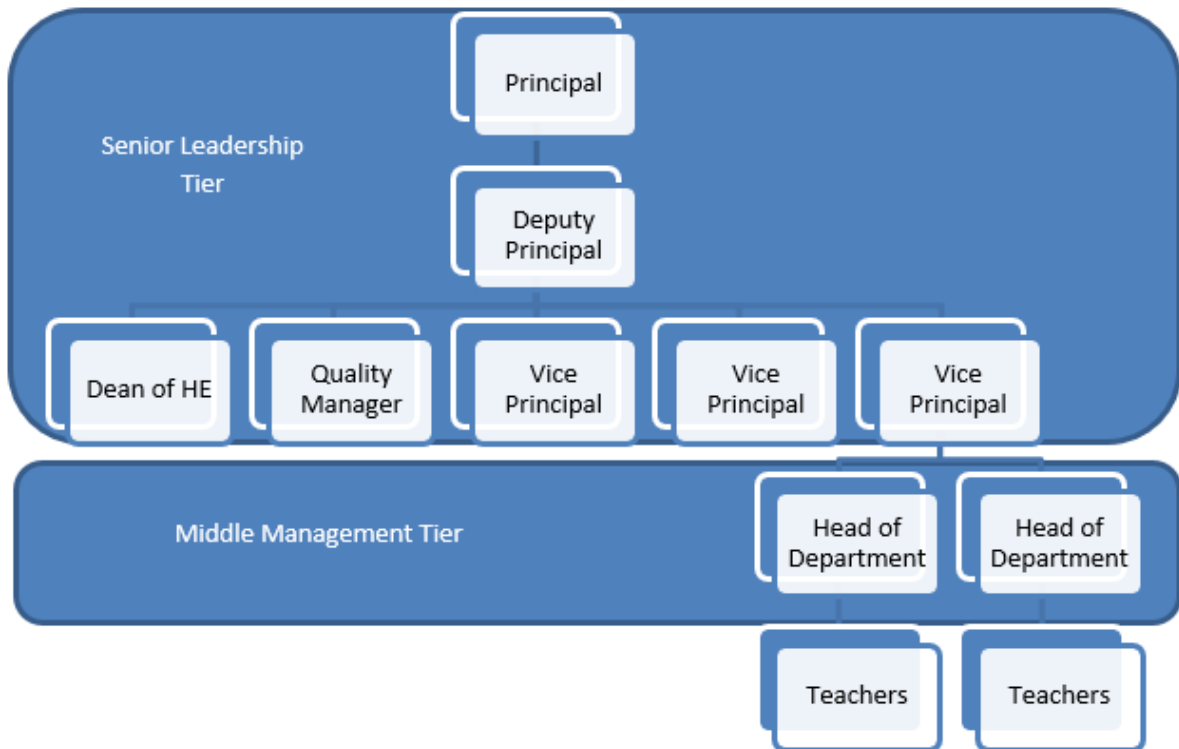 Principal
Senior Leadership
Tier
Deputy
Principal
Dean of HE
Quality
Manager
Vice
Principal
Vice
Principal
Vice
Principal
Middle Management Tier
Head of
Department
Head of
Department
Teachers
Teachers